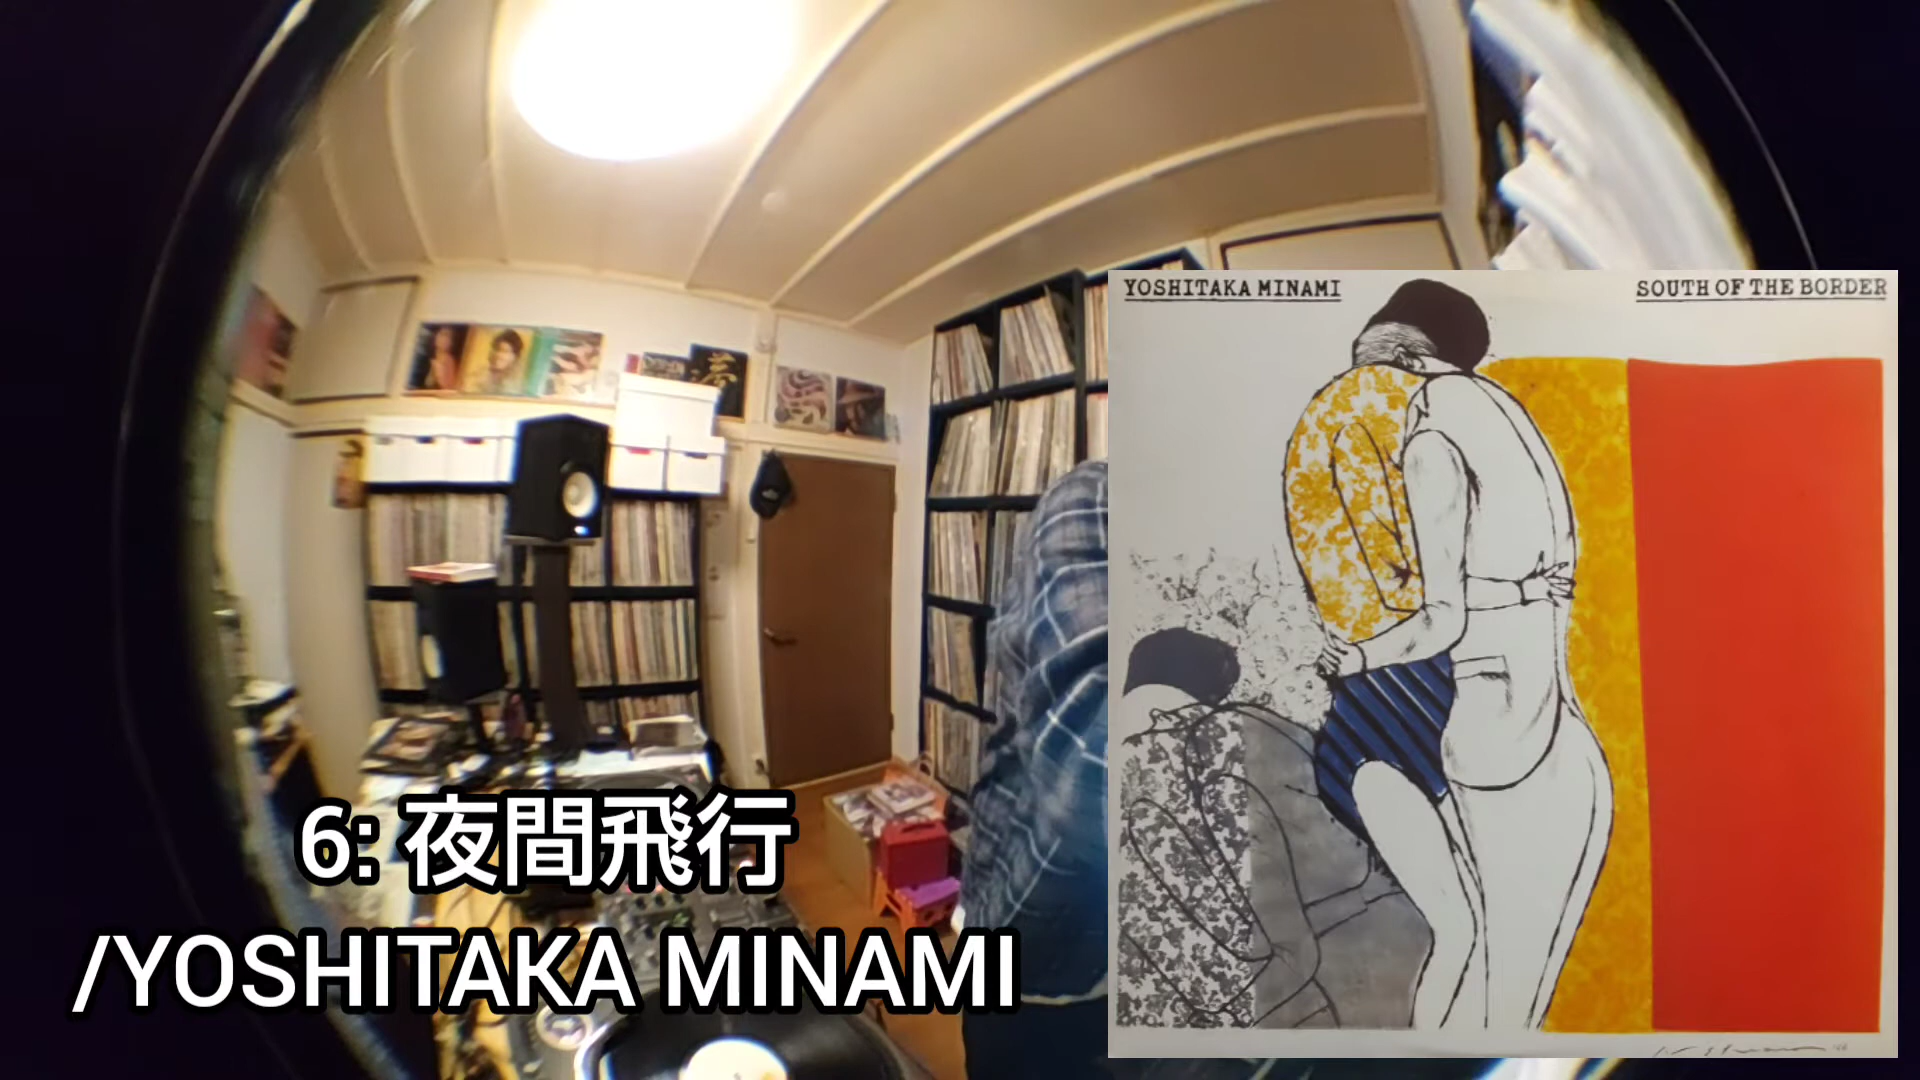 YOSHITAKA MINAMI
SOUTH OF THE BORDER
6: 夜間飛行
/YOSHITAKA MINAMI